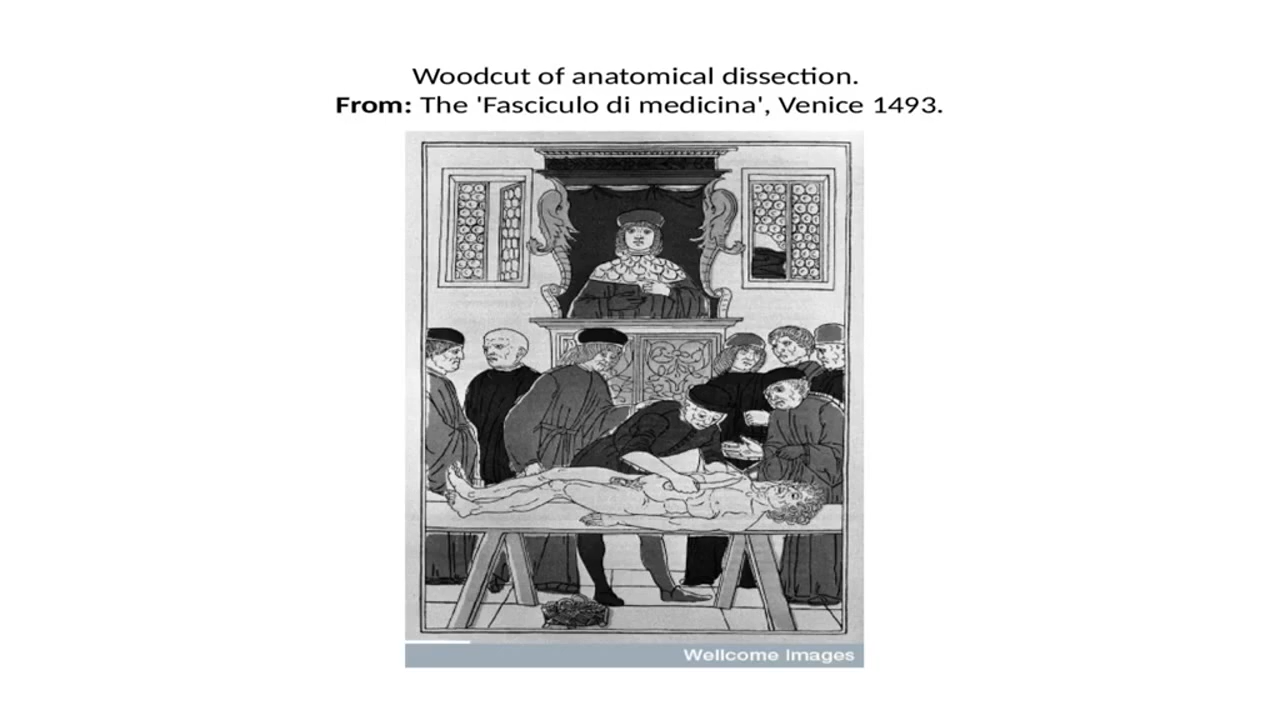 Woodcut of anatomical dissection.
From: The 'Fasciculo di medicina', Venice 1493.
Wellcome Images